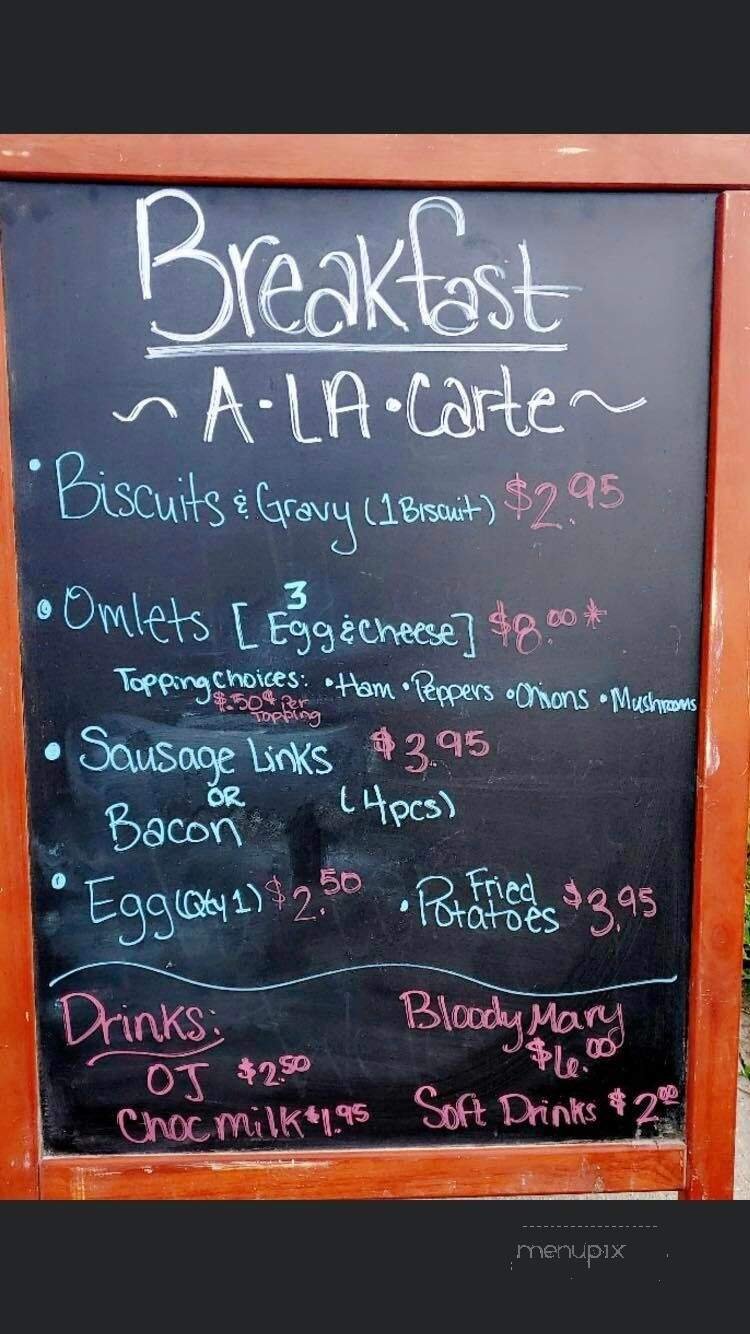 Breakfast
~ A·LA·Carte ~
• Biscuits & Gravy (1 Biscuit) $2.95
• Omlets [3 Egg & Cheese] $8.00*
Topping choices: •Ham •Peppers •Onions •Mushrooms
$.50¢ Per
Topping
• Sausage Links $3.95
OR
Bacon (4pcs)
• Egg (Qty 1) $2.50 • Fried Potatoes $3.95
Drinks:
OJ $2.50
Choc milk $1.95
Bloody Mary
$6.00
Soft Drinks $2.00
menupix